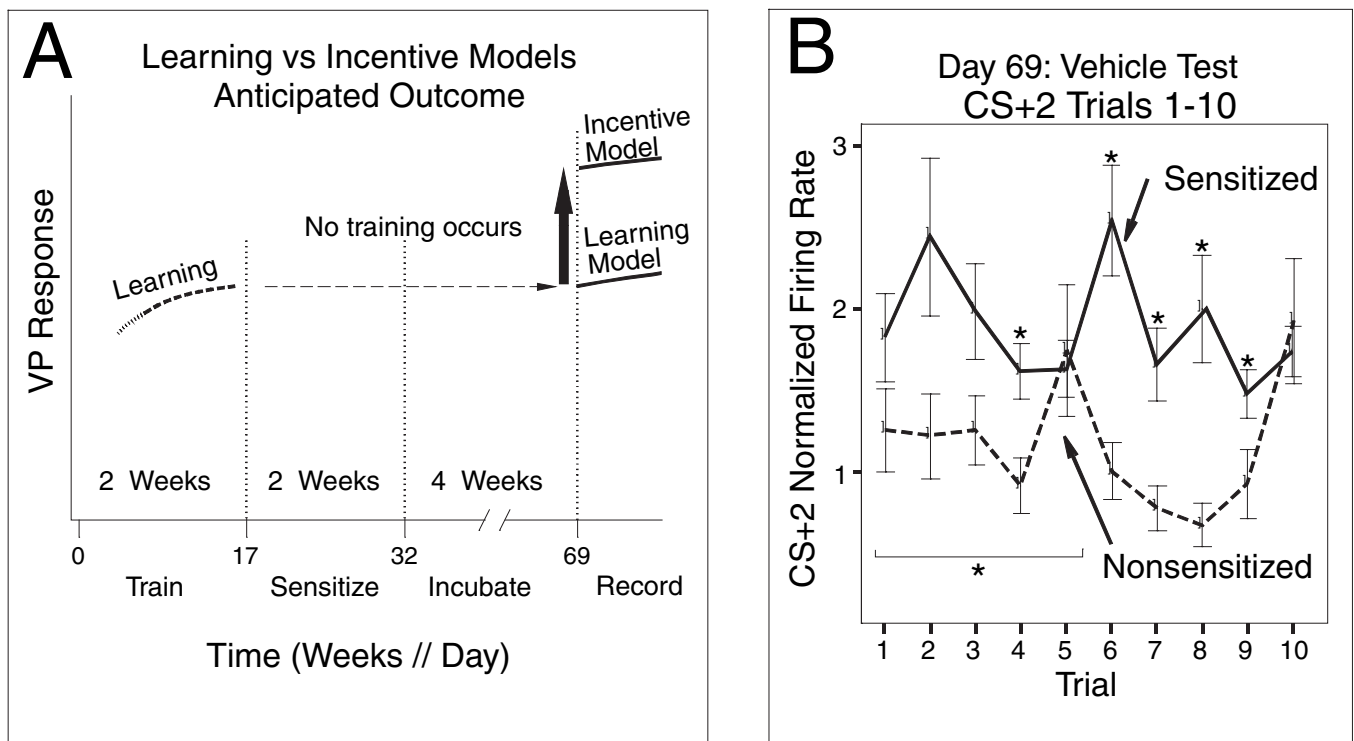 A
Learning vs Incentive Models
Anticipated Outcome
VP Response
Learning
No training occurs
Incentive
Model
Learning
Model
2 Weeks
2 Weeks
4 Weeks
0
17
32
69
Train
Sensitize
Incubate
Record
Time (Weeks // Day)
B
Day 69: Vehicle Test
CS+2 Trials 1-10
CS+2 Normalized Firing Rate
3
2
1
*
*
*
*
*
*
Sensitized
Nonsensitized
1 2 3 4 5 6 7 8 9 10
Trial